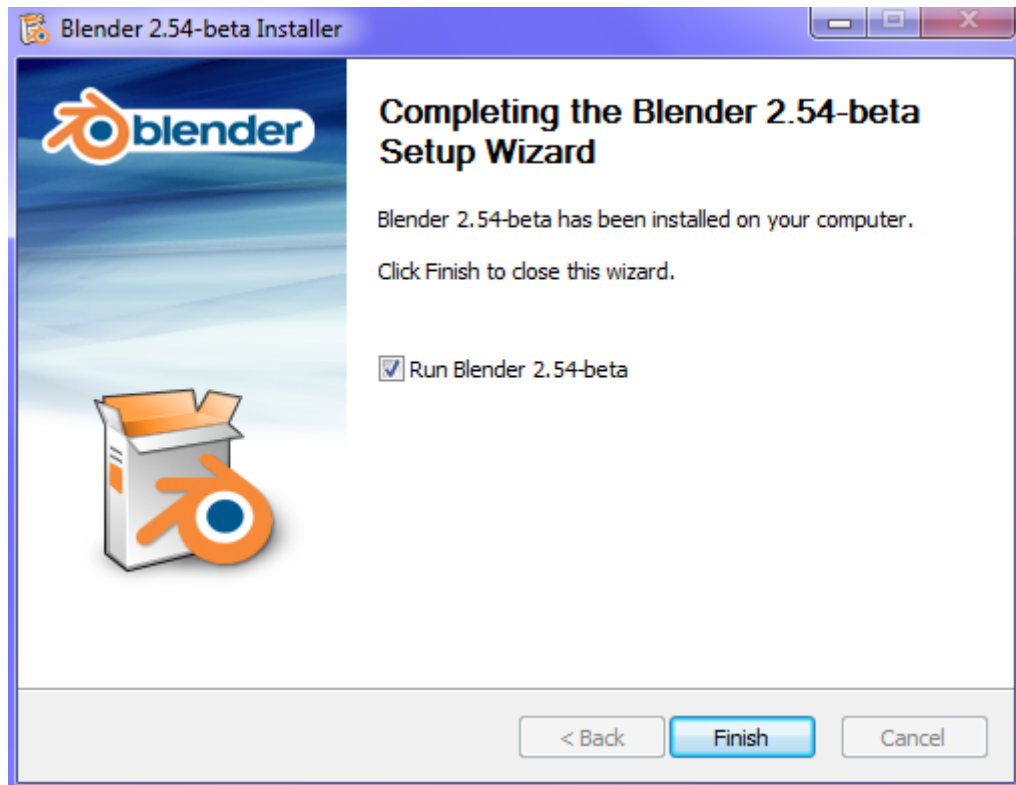 Blender 2.54-beta Installer
blender
Completing the Blender 2.54-beta
Setup Wizard
Blender 2.54-beta has been installed on your computer.
Click Finish to close this wizard.
Run Blender 2.54-beta
< Back
Finish
Cancel